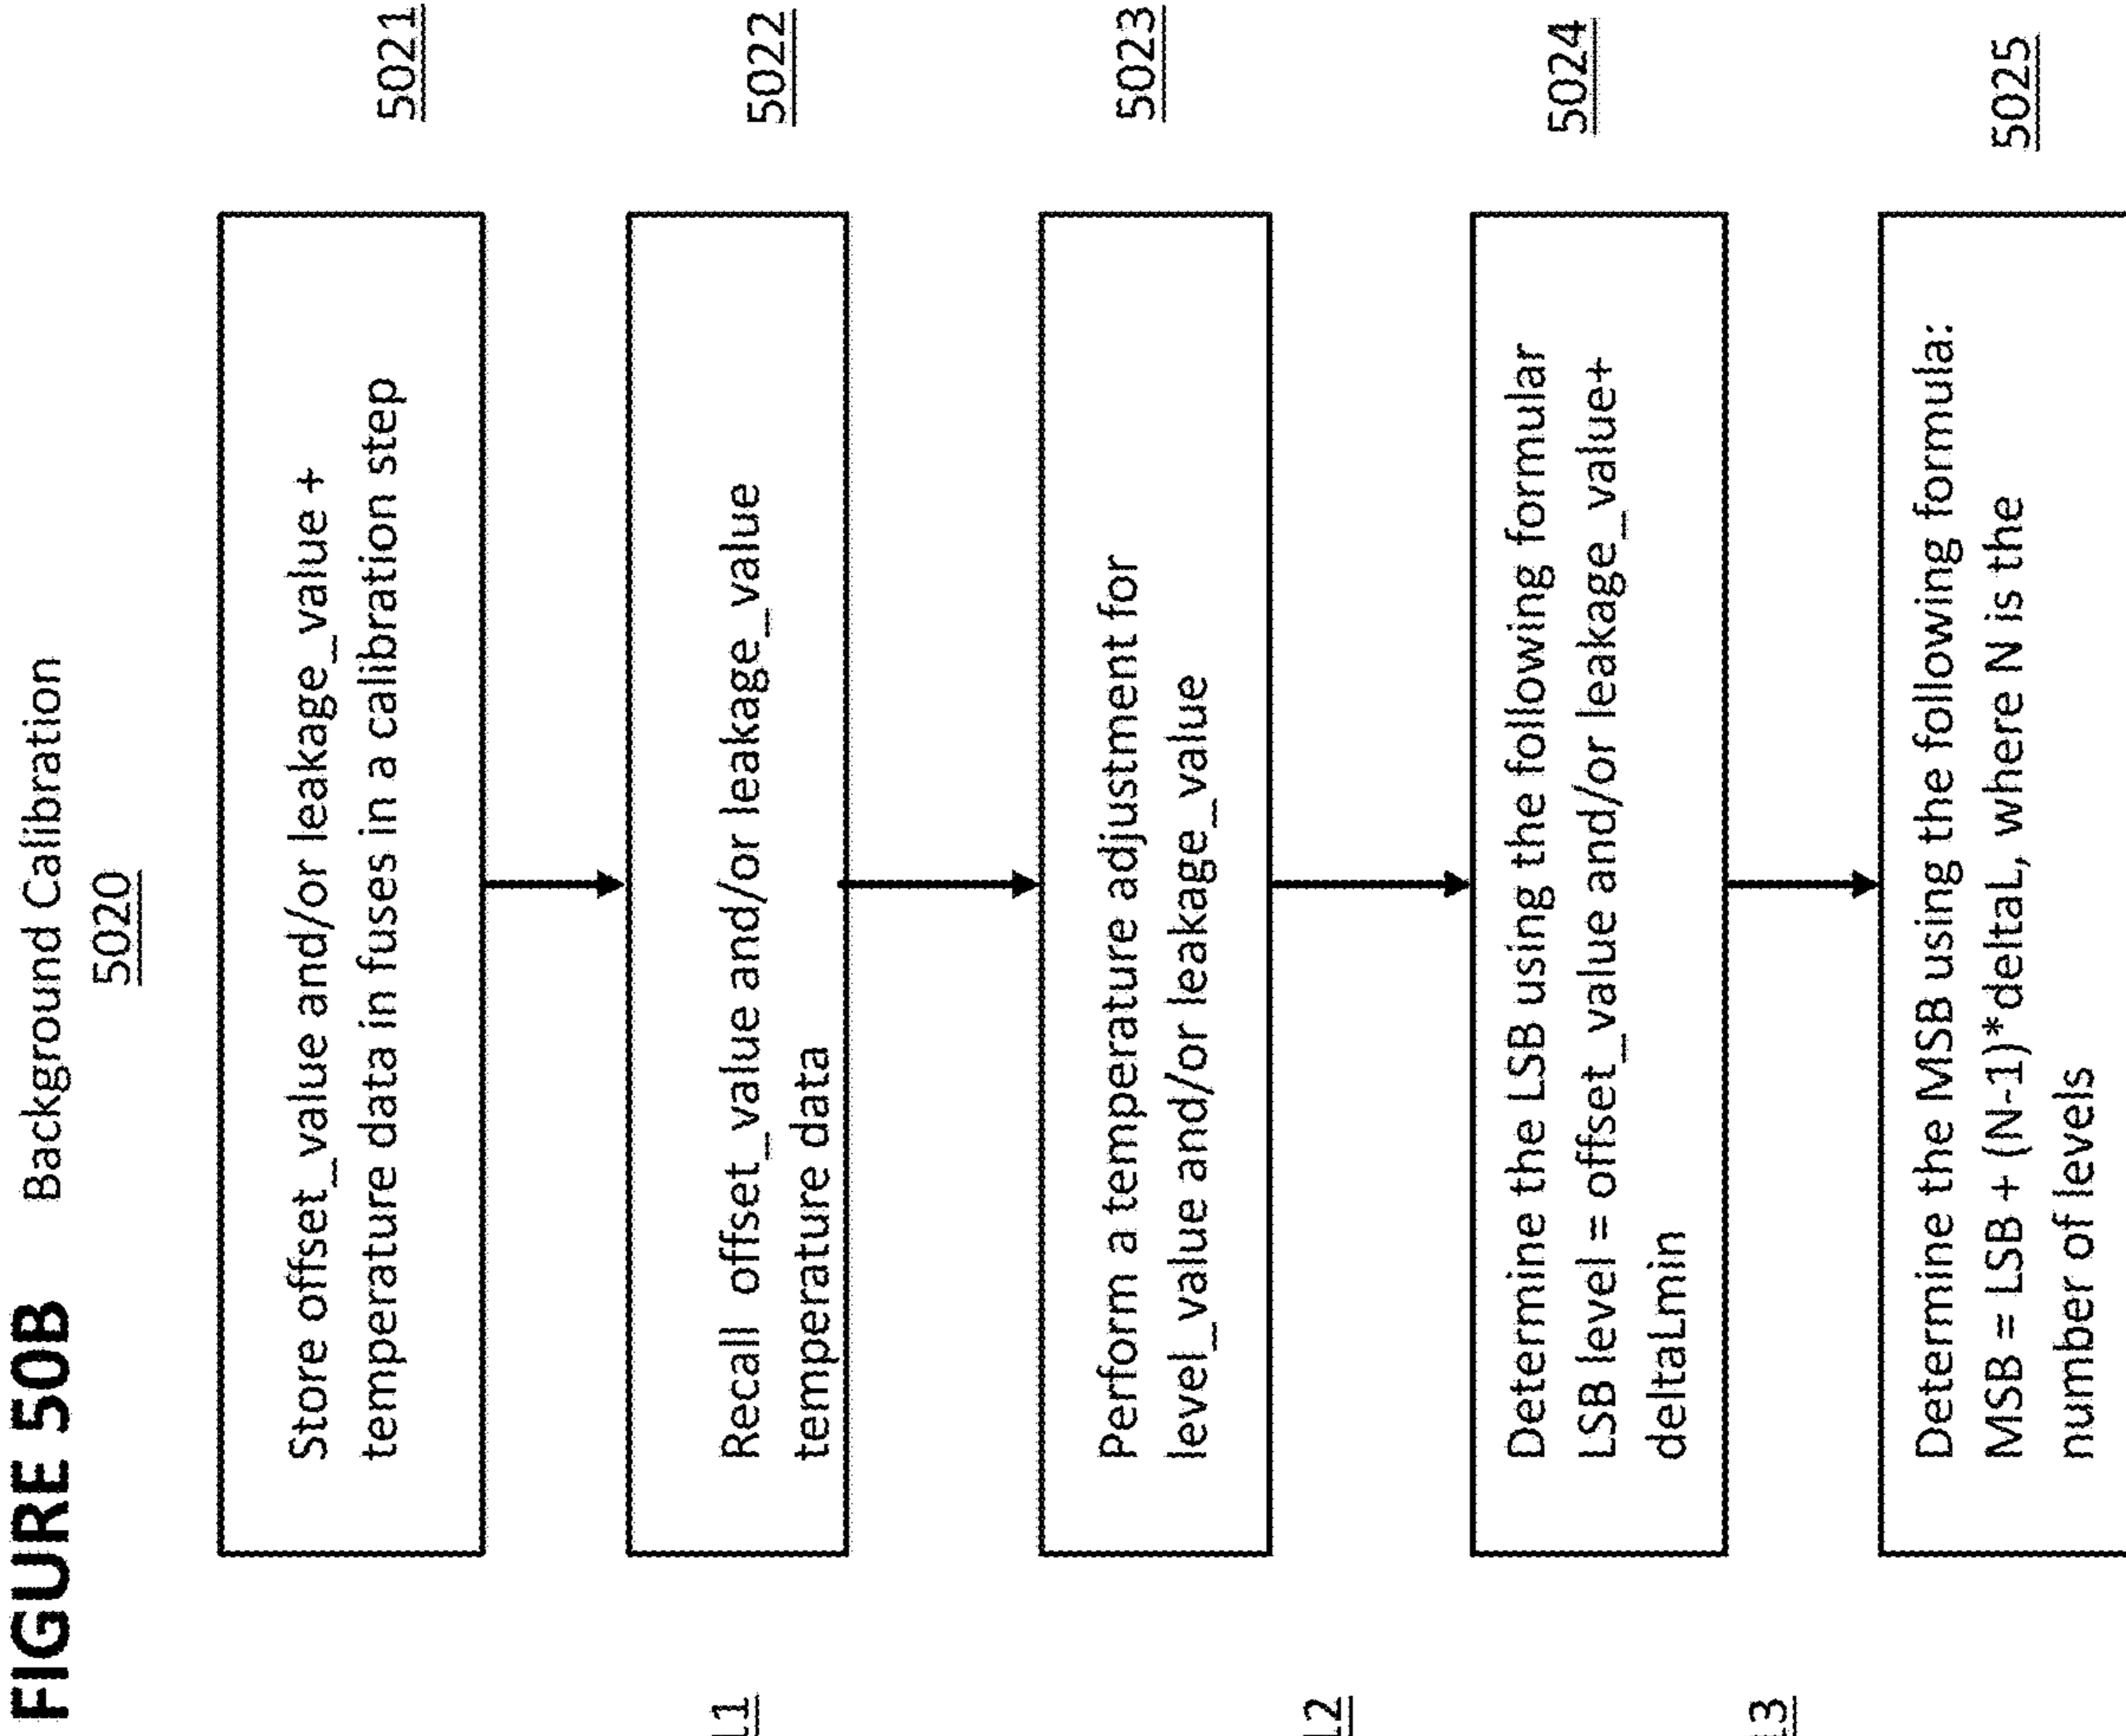 FIGURE 50B
Background Calibration
5020
Store offset_value and/or leakage_value +
temperature data in fuses in a calibration step
5021
Recall offset_value and/or leakage_value
temperature data
5022
Perform a temperature adjustment for
level_value and/or leakage_value
5023
Determine the LSB using the following formular
LSB level = offset_value and/or leakage_value+
deltaLmin
5024
Determine the MSB using the following formula:
MSB = LSB + (N-1)*deltaL, where N is the
number of levels
5025